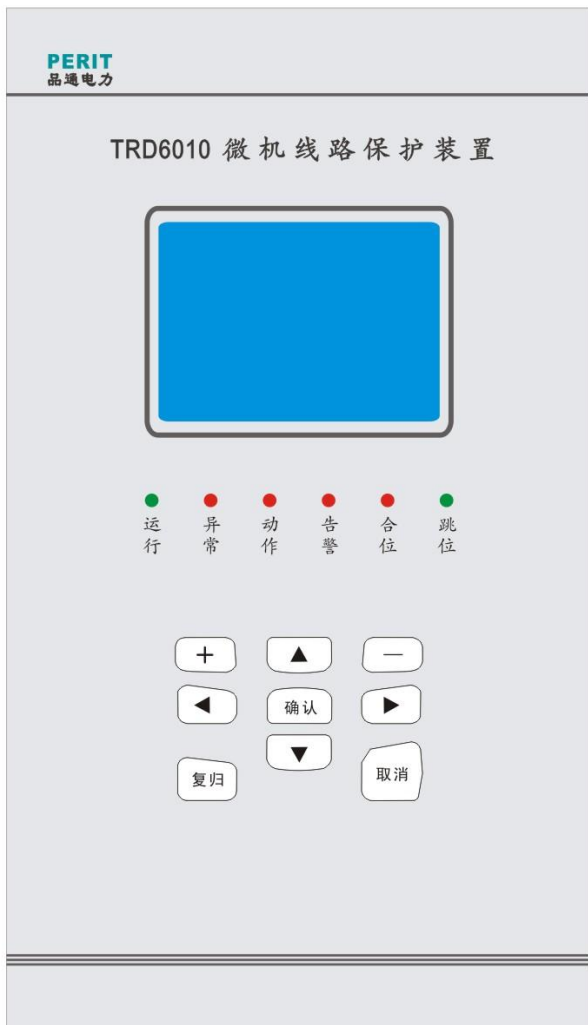 PERIT
品通电力
TRD6010 微机线路保护装置
运行 异常 动作 告警 合位 跳位
+ ▲ —
◀ 确认 ▶
▼
复归 取消